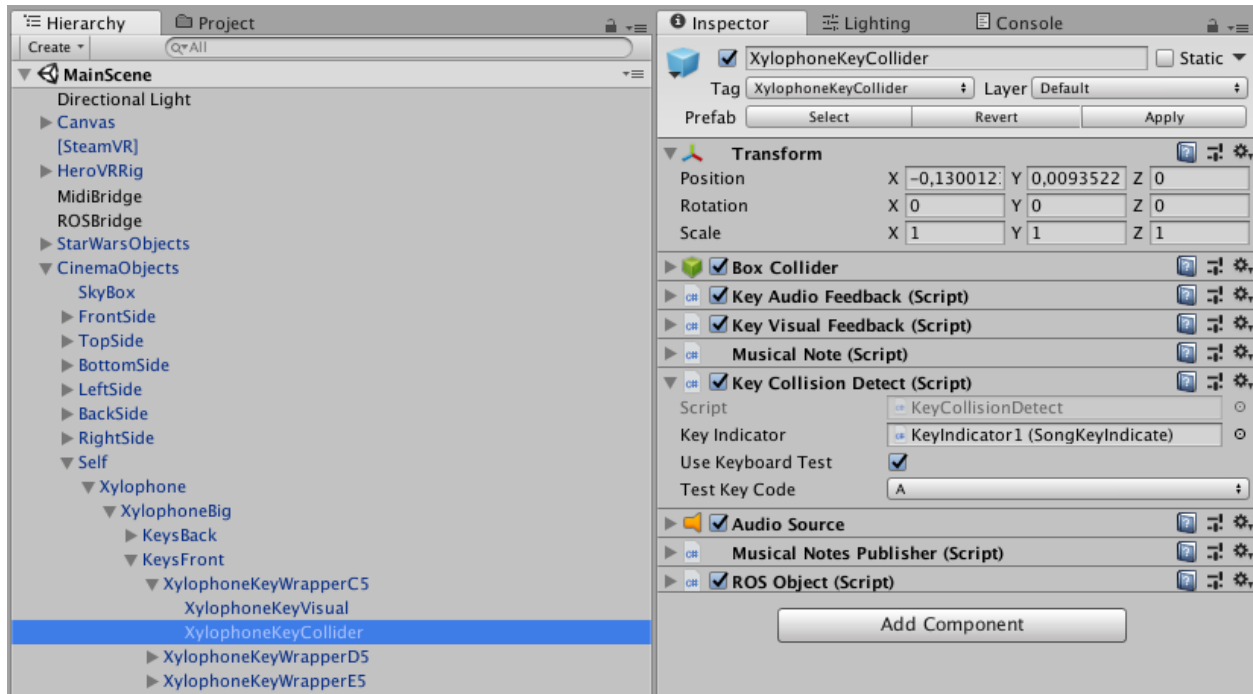 Hierarchy
Project
Create
All
MainScene
Directional Light
Canvas
[SteamVR]
HeroVRRig
MidiBridge
ROSBridge
StarWarsObjects
CinemaObjects
SkyBox
FrontSide
TopSide
BottomSide
LeftSide
BackSide
RightSide
Self
Xylophone
XylophoneBig
KeysBack
KeysFront
XylophoneKeyWrapperC5
XylophoneKeyVisual
XylophoneKeyCollider
XylophoneKeyWrapperD5
XylophoneKeyWrapperE5
Inspector Lighting Console
XylophoneKeyCollider Static
Tag XylophoneKeyCollider Layer Default
Prefab Select Revert Apply
Transform
Position X -0,130012 Y 0,0093522 Z 0
Rotation X 0 Y 0 Z 0
Scale X 1 Y 1 Z 1
Box Collider
c# Key Audio Feedback (Script)
c# Key Visual Feedback (Script)
c# Musical Note (Script)
c# Key Collision Detect (Script)
Script KeyCollisionDetect
Key Indicator KeyIndicator1 (SongKeyIndicate)
Use Keyboard Test
Test Key Code A
Audio Source
c# Musical Notes Publisher (Script)
c# ROS Object (Script)
Add Component